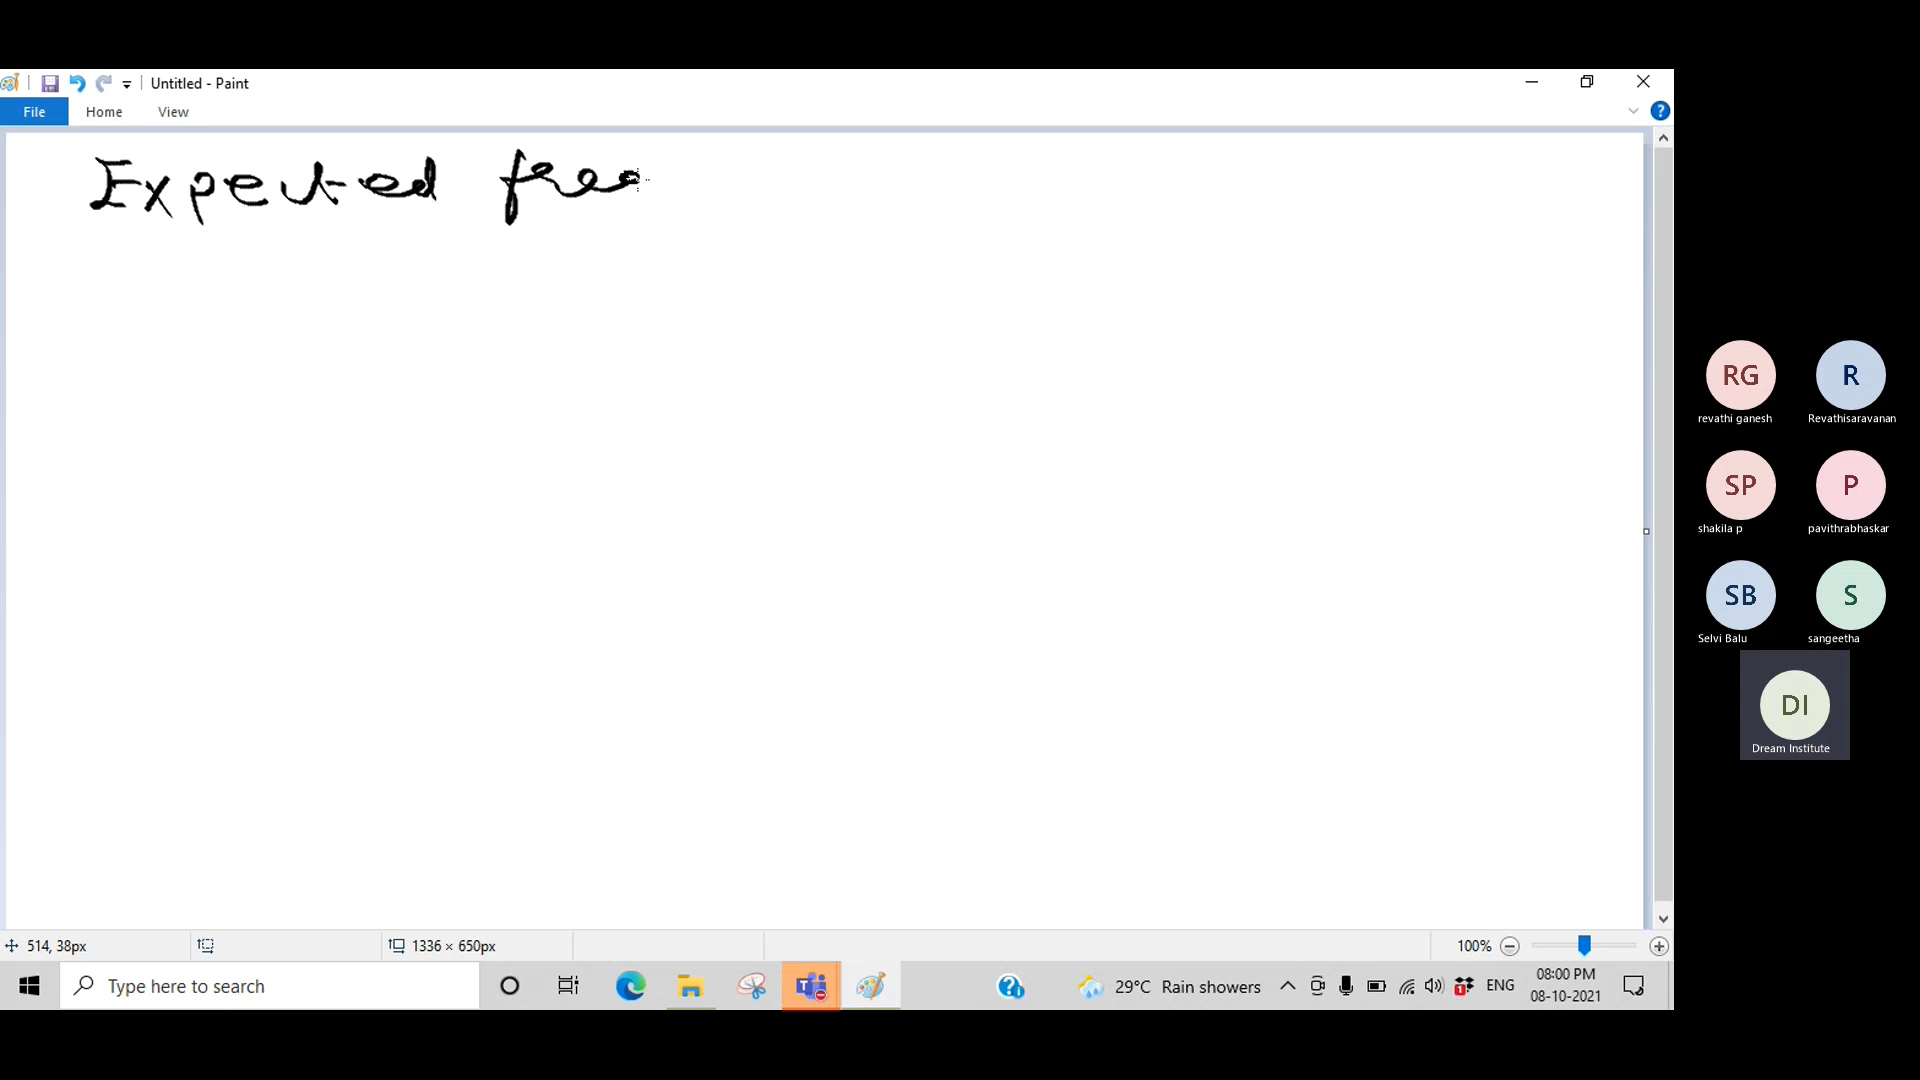 Untitled - Paint
File Home View
Expected
RG R
revathi ganesh Revathisaravanan
SP P
shakila p pavithrabhaskar
SB S
Selvi Balu sangeetha
DI
Dream Institute
514, 38px 1336 × 650px 100%
Type here to search 29°C Rain showers ENG 08:00 PM
08-10-2021